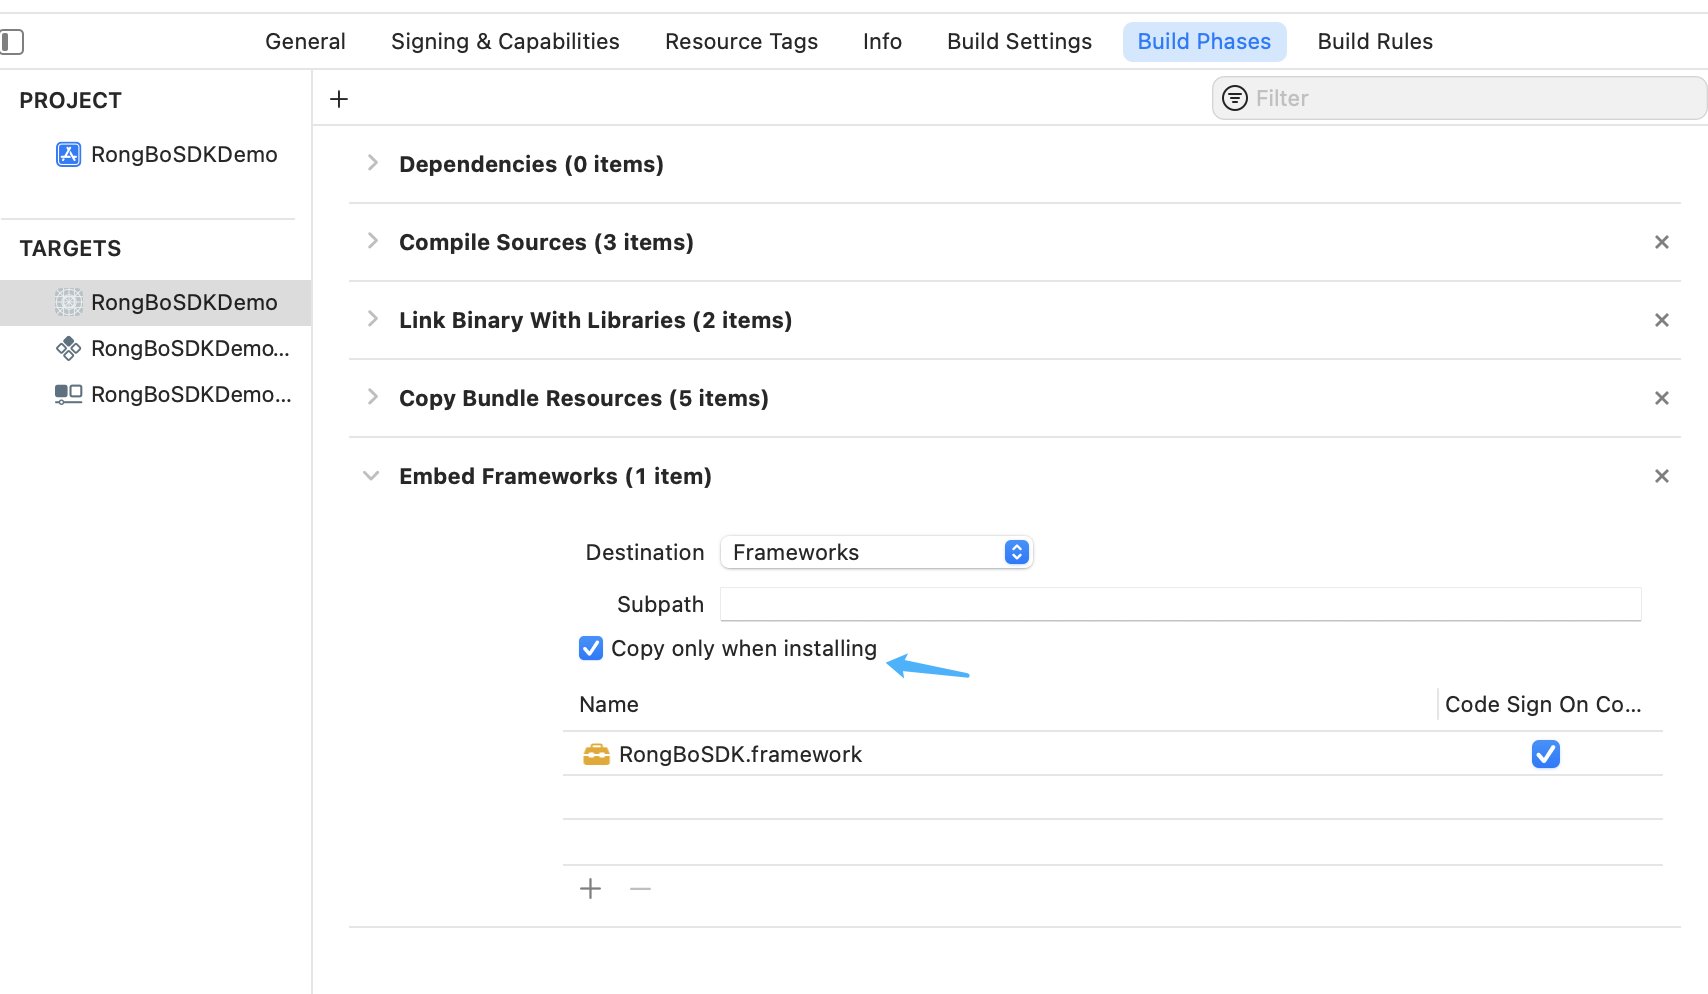 General Signing & Capabilities Resource Tags Info Build Settings Build Phases Build Rules
PROJECT
RongBoSDKDemo
TARGETS
RongBoSDKDemo
RongBoSDKDemo...
RongBoSDKDemo...
Filter
Dependencies (0 items)
Compile Sources (3 items)
Link Binary With Libraries (2 items)
Copy Bundle Resources (5 items)
Embed Frameworks (1 item)
Destination Frameworks
Subpath
Copy only when installing
Name Code Sign On Co...
RongBoSDK.framework